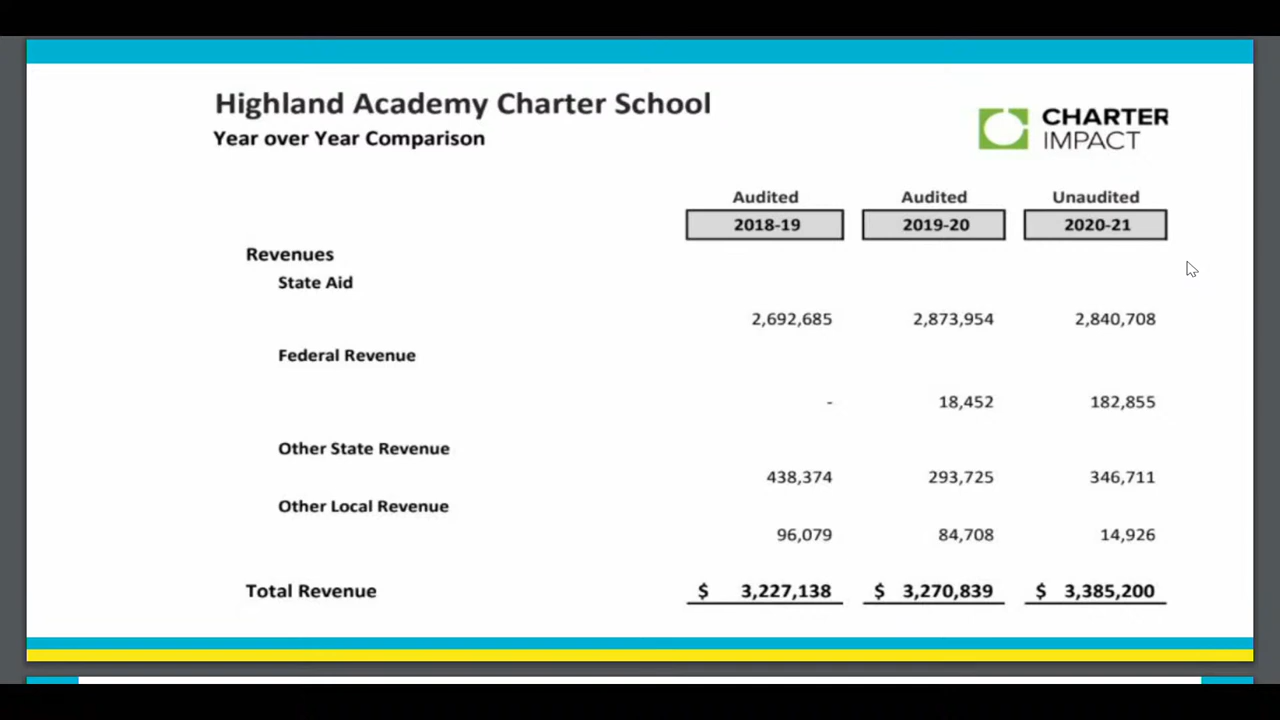 Highland Academy Charter School
Year over Year Comparison
CHARTER
IMPACT
Audited Audited Unaudited
2018-19 2019-20 2020-21
Revenues
State Aid
2,692,685 2,873,954 2,840,708
Federal Revenue
- 18,452 182,855
Other State Revenue
438,374 293,725 346,711
Other Local Revenue
96,079 84,708 14,926
Total Revenue $ 3,227,138 $ 3,270,839 $ 3,385,200